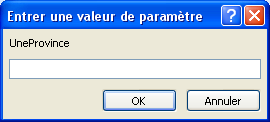 Entrer une valeur de paramètre
UneProvince
OK Annuler